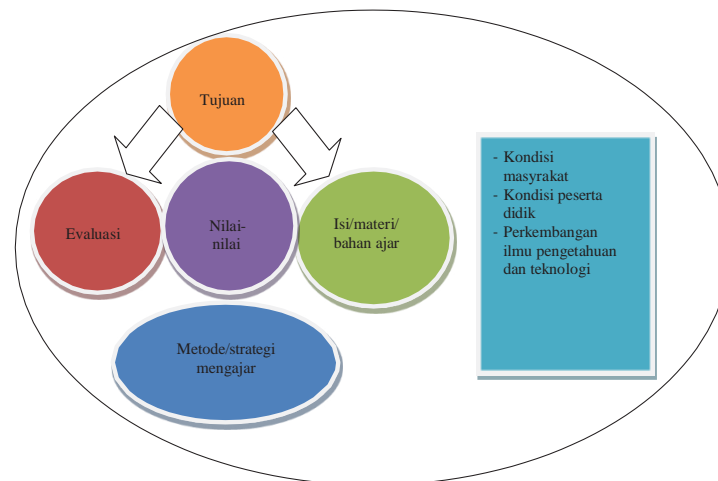 Tujuan
Evaluasi
Nilai-
nilai
Isi/materi/
bahan ajar
Metode/strategi
mengajar
- Kondisi
masyrakat
- Kondisi peserta
didik
- Perkembangan
ilmu pengetahuan
dan teknologi